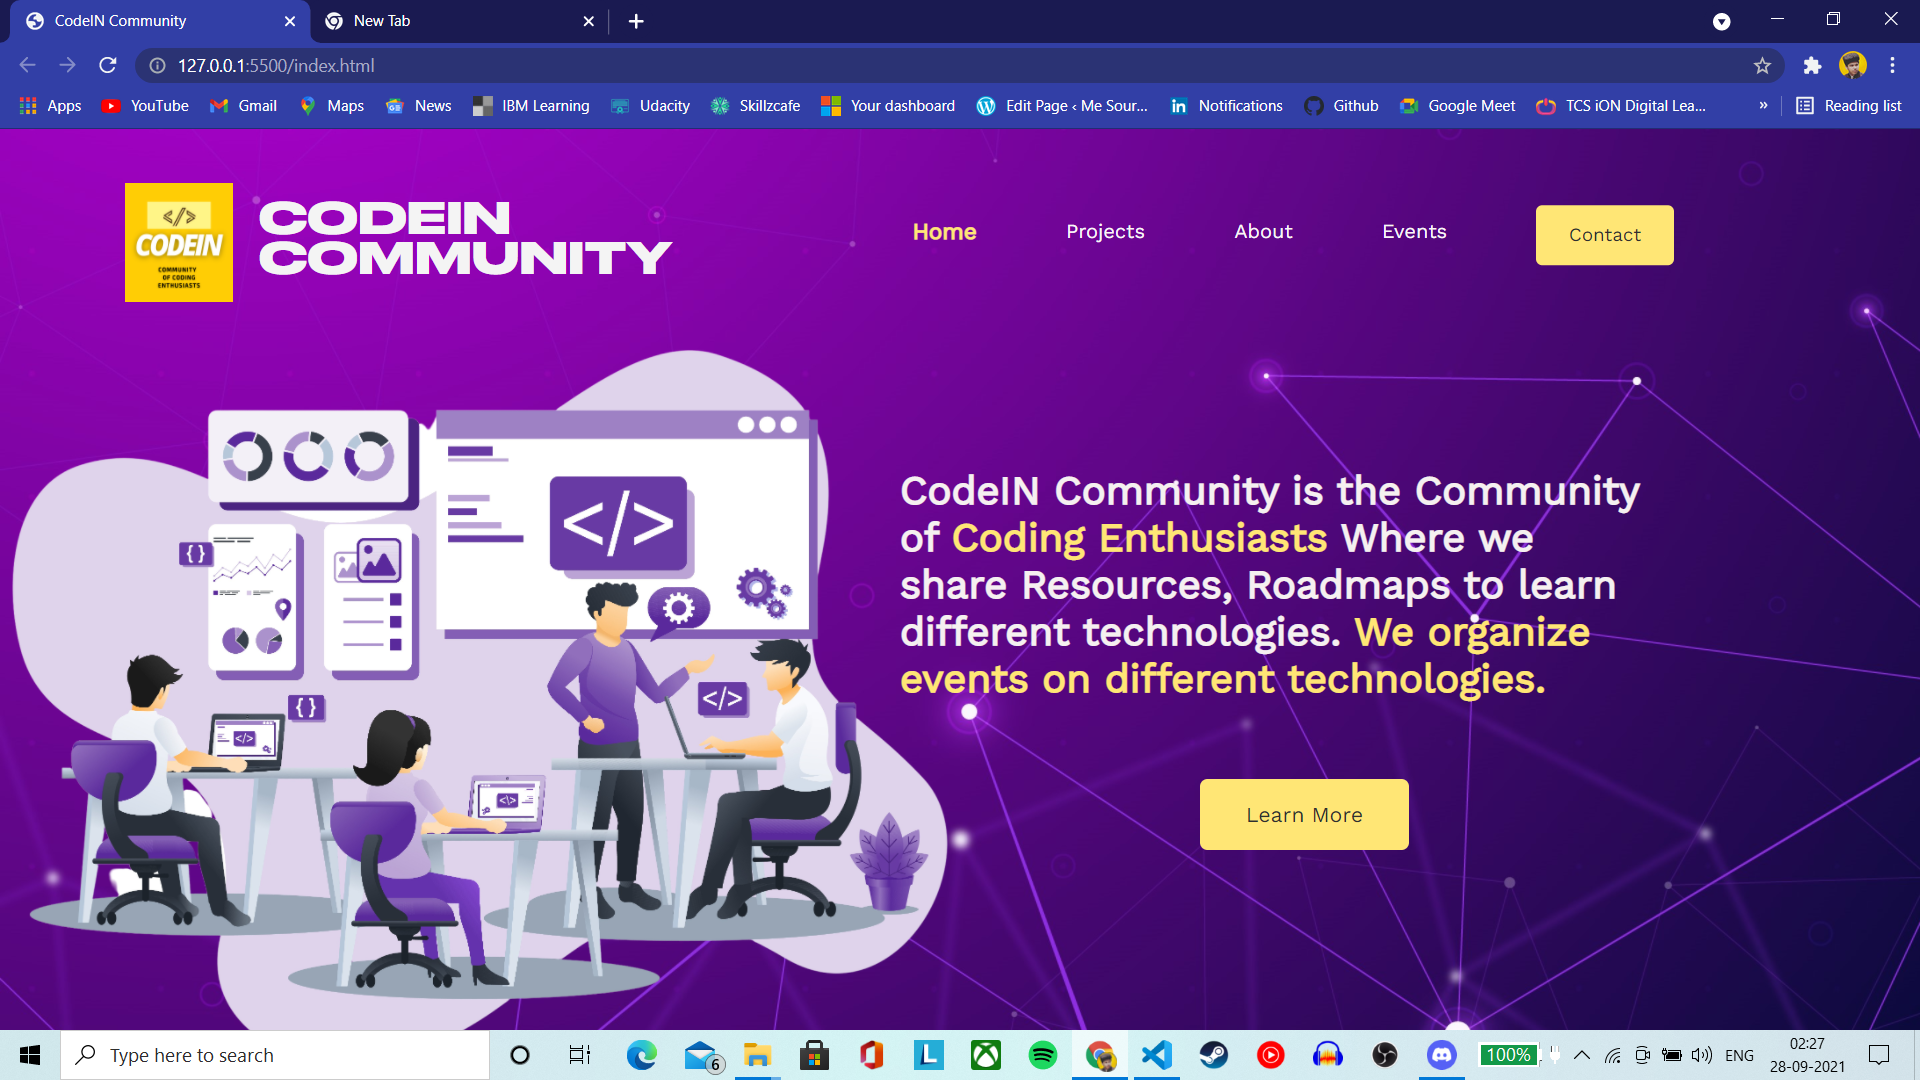 CodeIN Community
New Tab
127.0.0.1:5500/index.html
Apps
YouTube
Gmail
Maps
News
IBM Learning
Udacity
Skillzcafe
Your dashboard
Edit Page ‹ Me Sour...
Notifications
Github
Google Meet
TCS iON Digital Lea...
»
Reading list
</>
CODEIN
COMMUNITY
OF CODING
ENTHUSIASTS
CODEIN
COMMUNITY
Home
Projects
About
Events
Contact
</>
{ }
</>
{ }
</>
</>
CodeIN Community is the Community
of Coding Enthusiasts Where we
share Resources, Roadmaps to learn
different technologies. We organize
events on different technologies.
Learn More
Type here to search
6
100%
ENG
02:27
28-09-2021